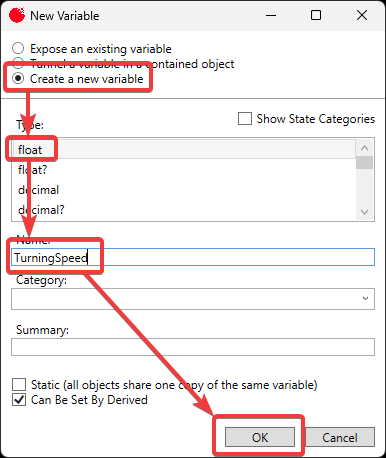 New Variable
Expose an existing variable
Tunnel a variable in a contained object
Create a new variable
Show State Categories
Type:
float
float?
decimal
decimal?
Name:
TurningSpeed
Category:
Summary:
Static (all objects share one copy of the same variable)
Can Be Set By Derived
OK
Cancel